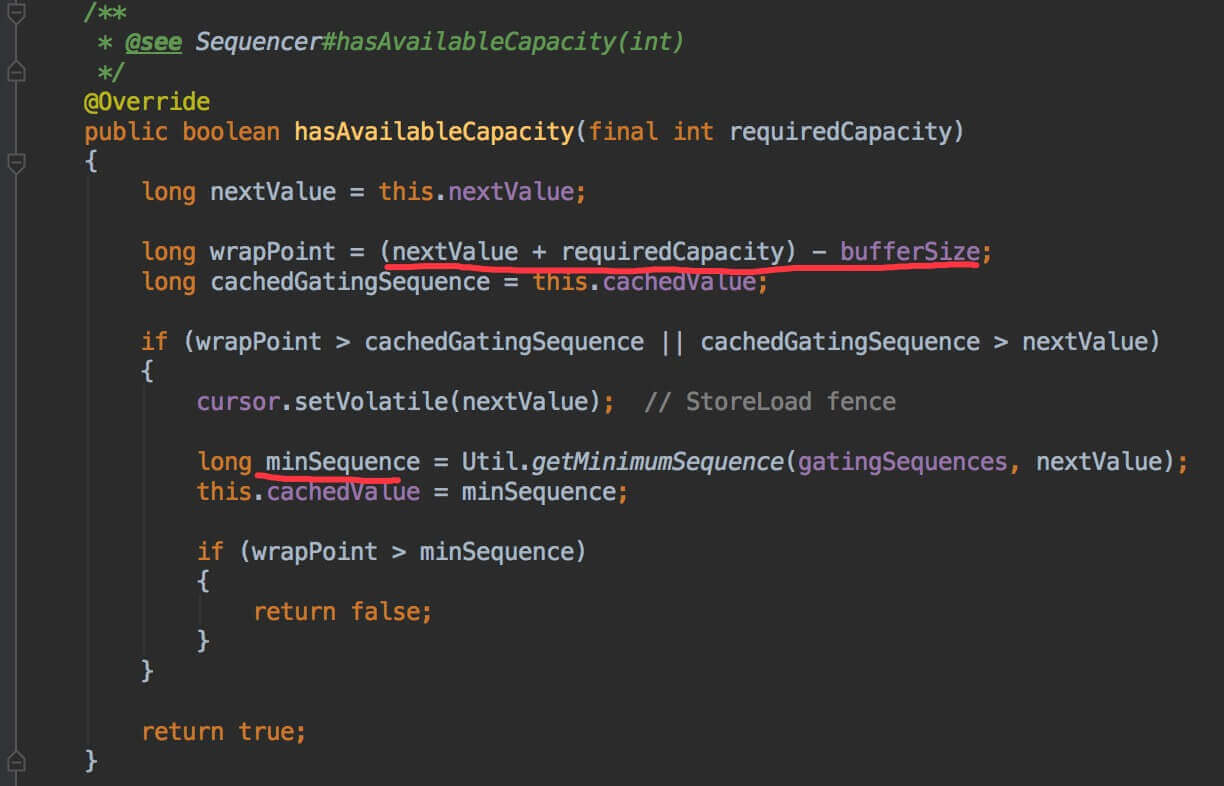 /**
 * @see Sequencer#hasAvailableCapacity(int)
 */
@Override
public boolean hasAvailableCapacity(final int requiredCapacity)
{
    long nextValue = this.nextValue;

    long wrapPoint = (nextValue + requiredCapacity) - bufferSize;
    long cachedGatingSequence = this.cachedValue;

    if (wrapPoint > cachedGatingSequence || cachedGatingSequence > nextValue)
    {
        cursor.setVolatile(nextValue);  // StoreLoad fence

        long minSequence = Util.getMinimumSequence(gatingSequences, nextValue);
        this.cachedValue = minSequence;

        if (wrapPoint > minSequence)
        {
            return false;
        }
    }

    return true;
}